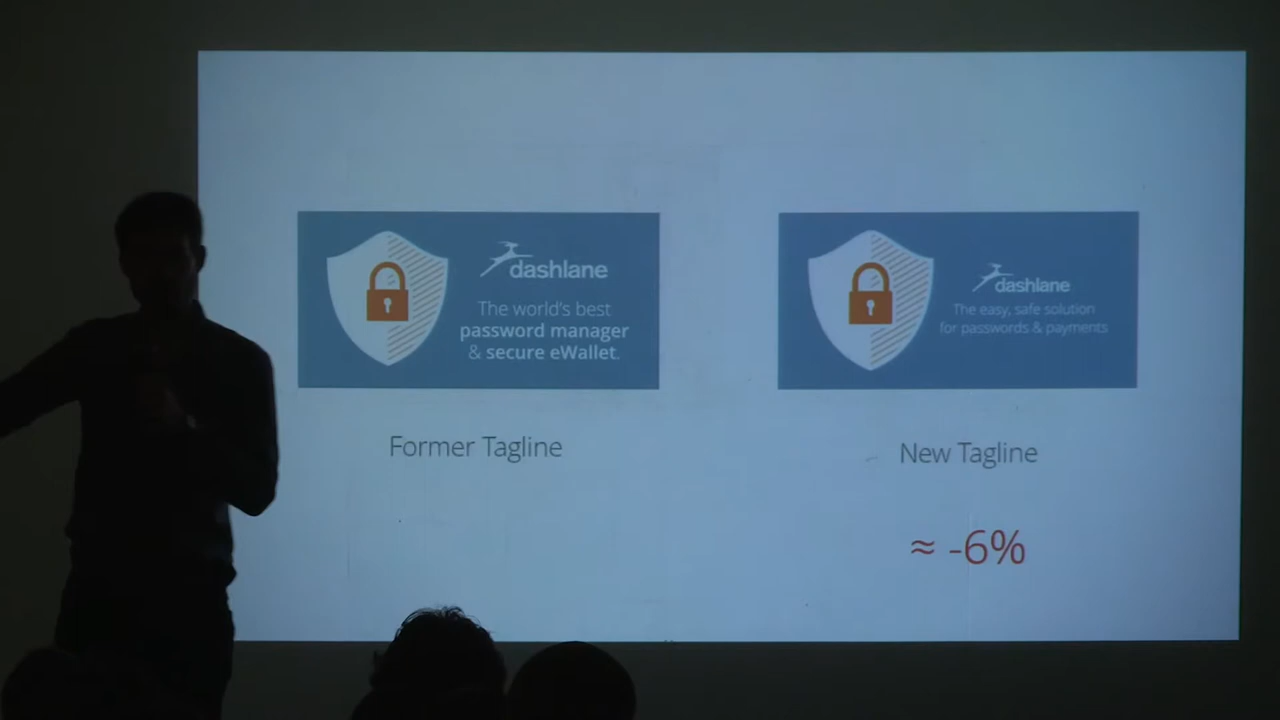 dashlane
The world's best
password manager
& secure eWallet.
Former Tagline
dashlane
The easy, safe solution
for passwords & payments
New Tagline
≈ -6%